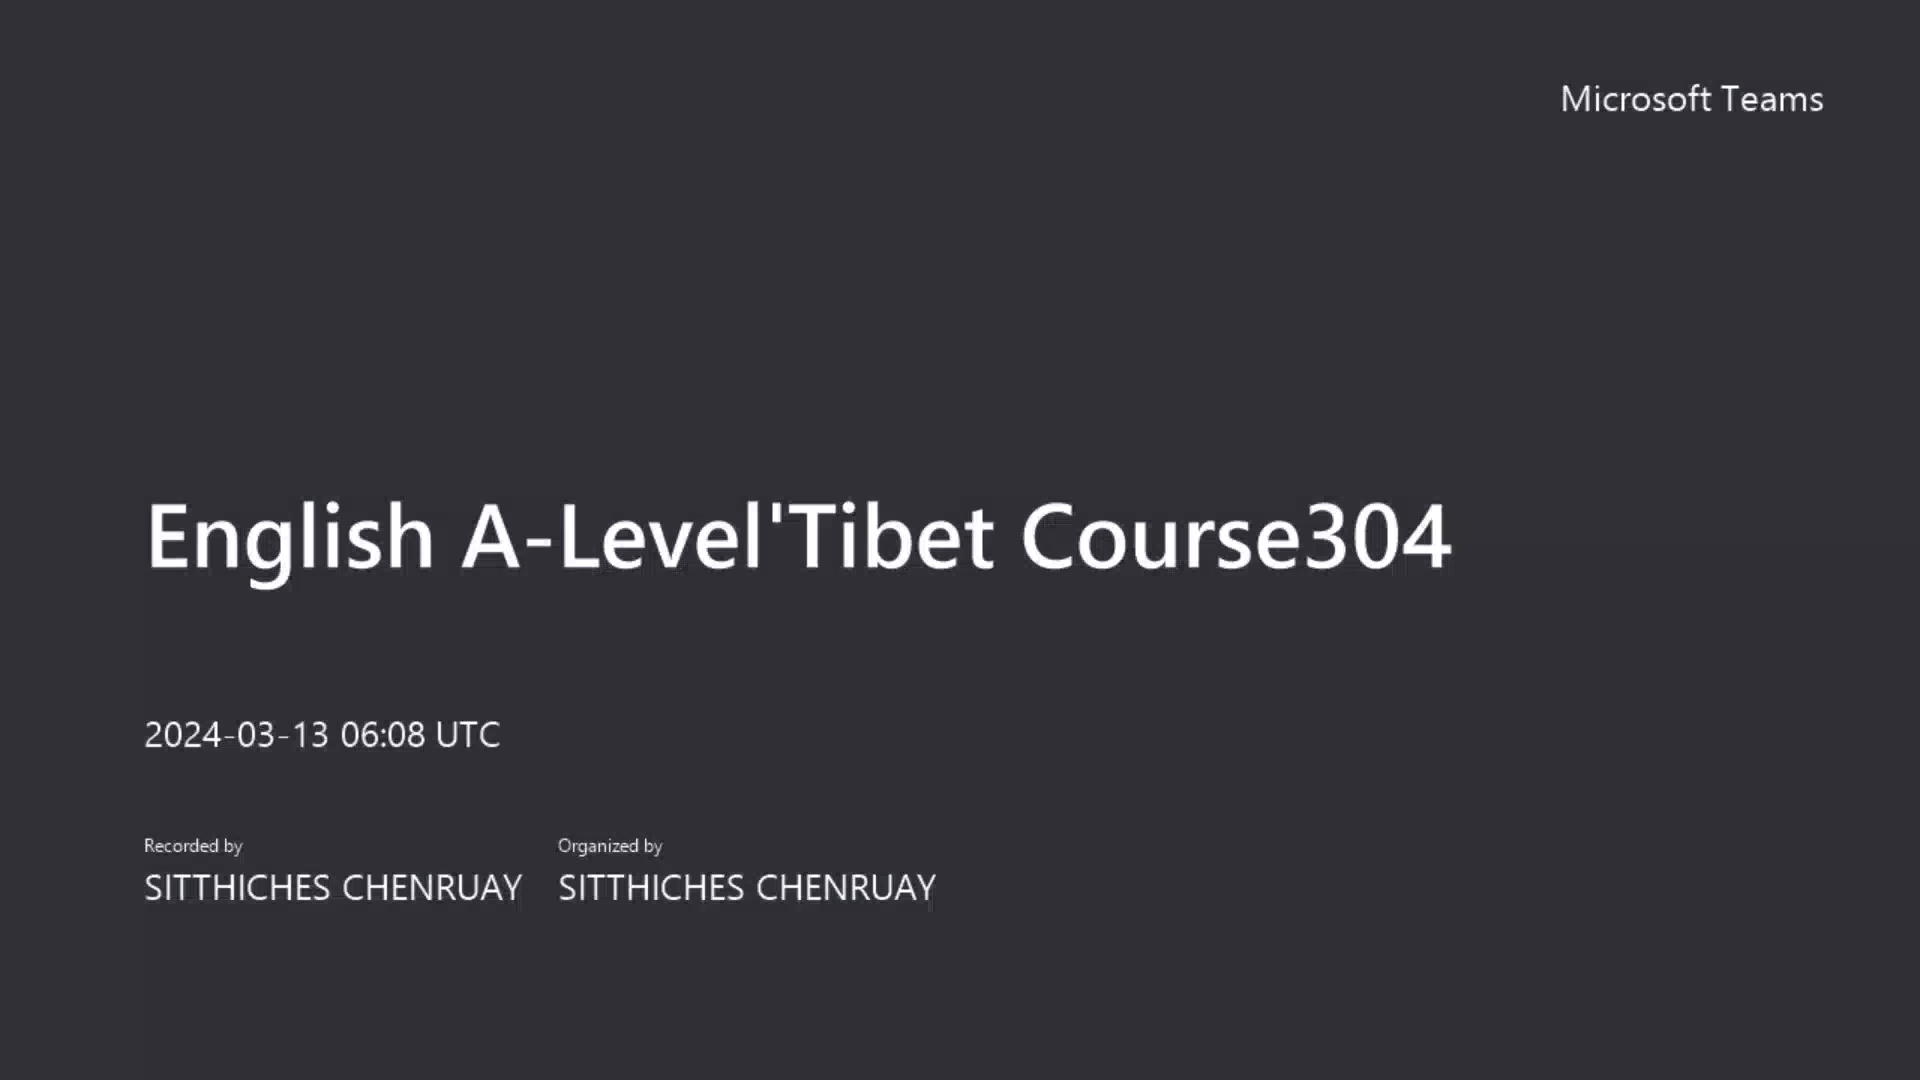 Microsoft Teams
English A-Level'Tibet Course304
2024-03-13 06:08 UTC
Recorded by
SITTHICHES CHENRUAY
Organized by
SITTHICHES CHENRUAY